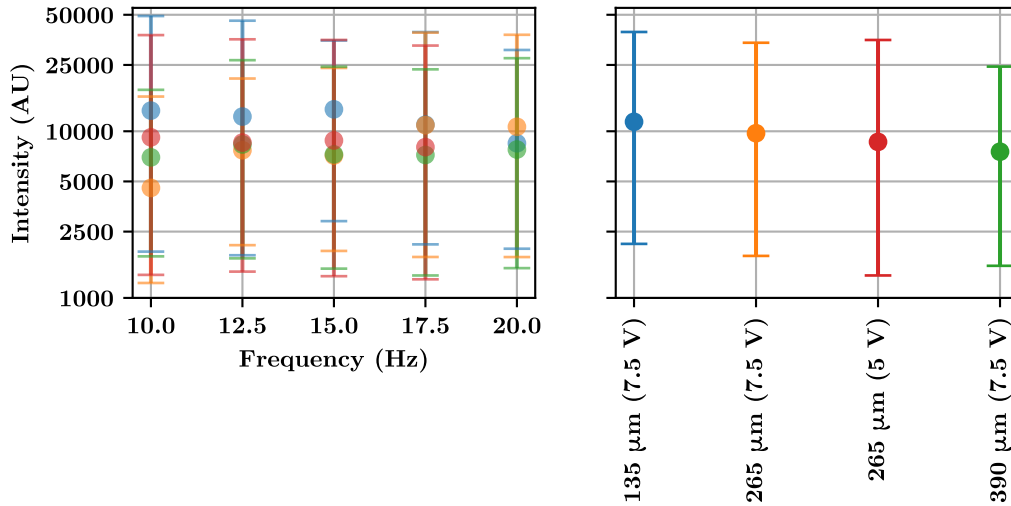 Intensity (AU)
50000
25000
10000
5000
2500
1000
10.0 12.5 15.0 17.5 20.0
Frequency (Hz)
135 μm (7.5 V)
265 μm (7.5 V)
265 μm (5 V)
390 μm (7.5 V)